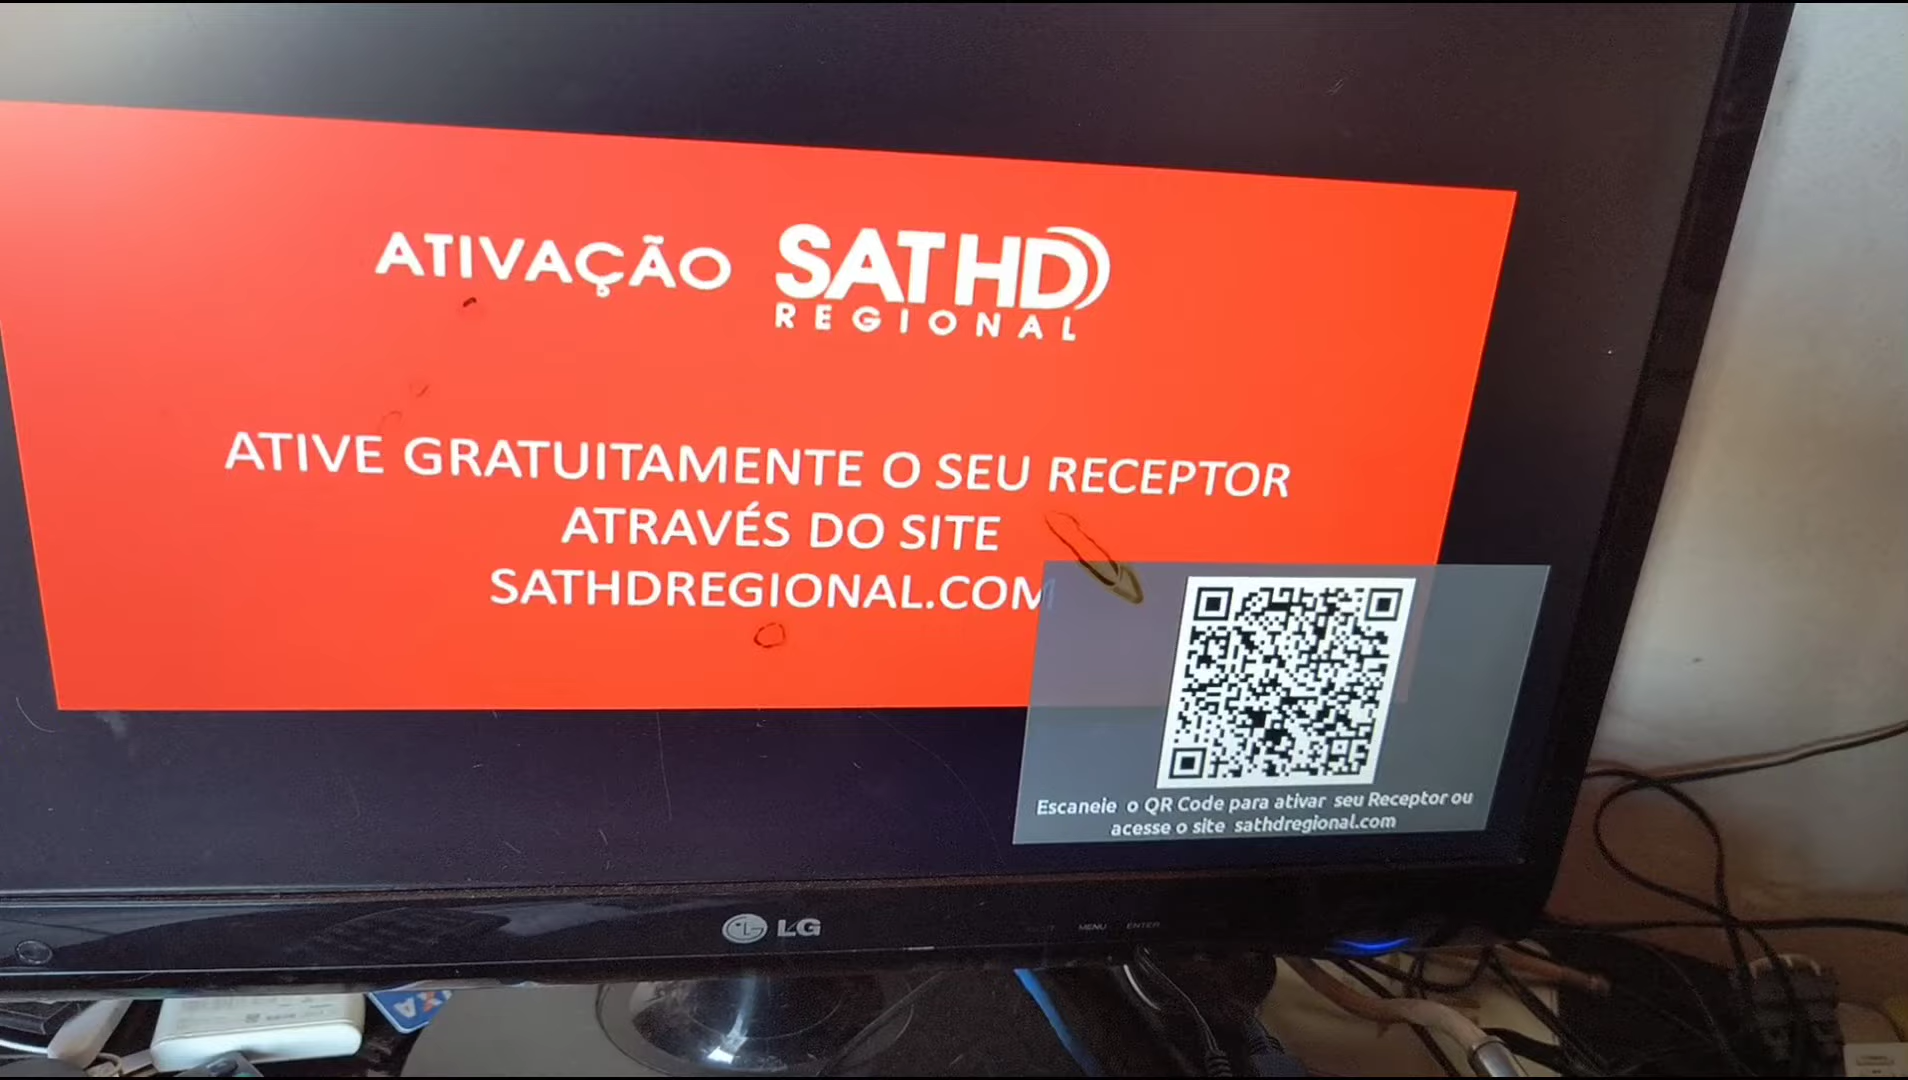 ATIVAÇÃO SATHD
REGIONAL
ATIVE GRATUITAMENTE O SEU RECEPTOR
ATRAVÉS DO SITE
SATHDREGIONAL.COM
Escaneie o QR Code para ativar seu Receptor ou
acesse o site sathdregional.com
LG
MENU ENTER